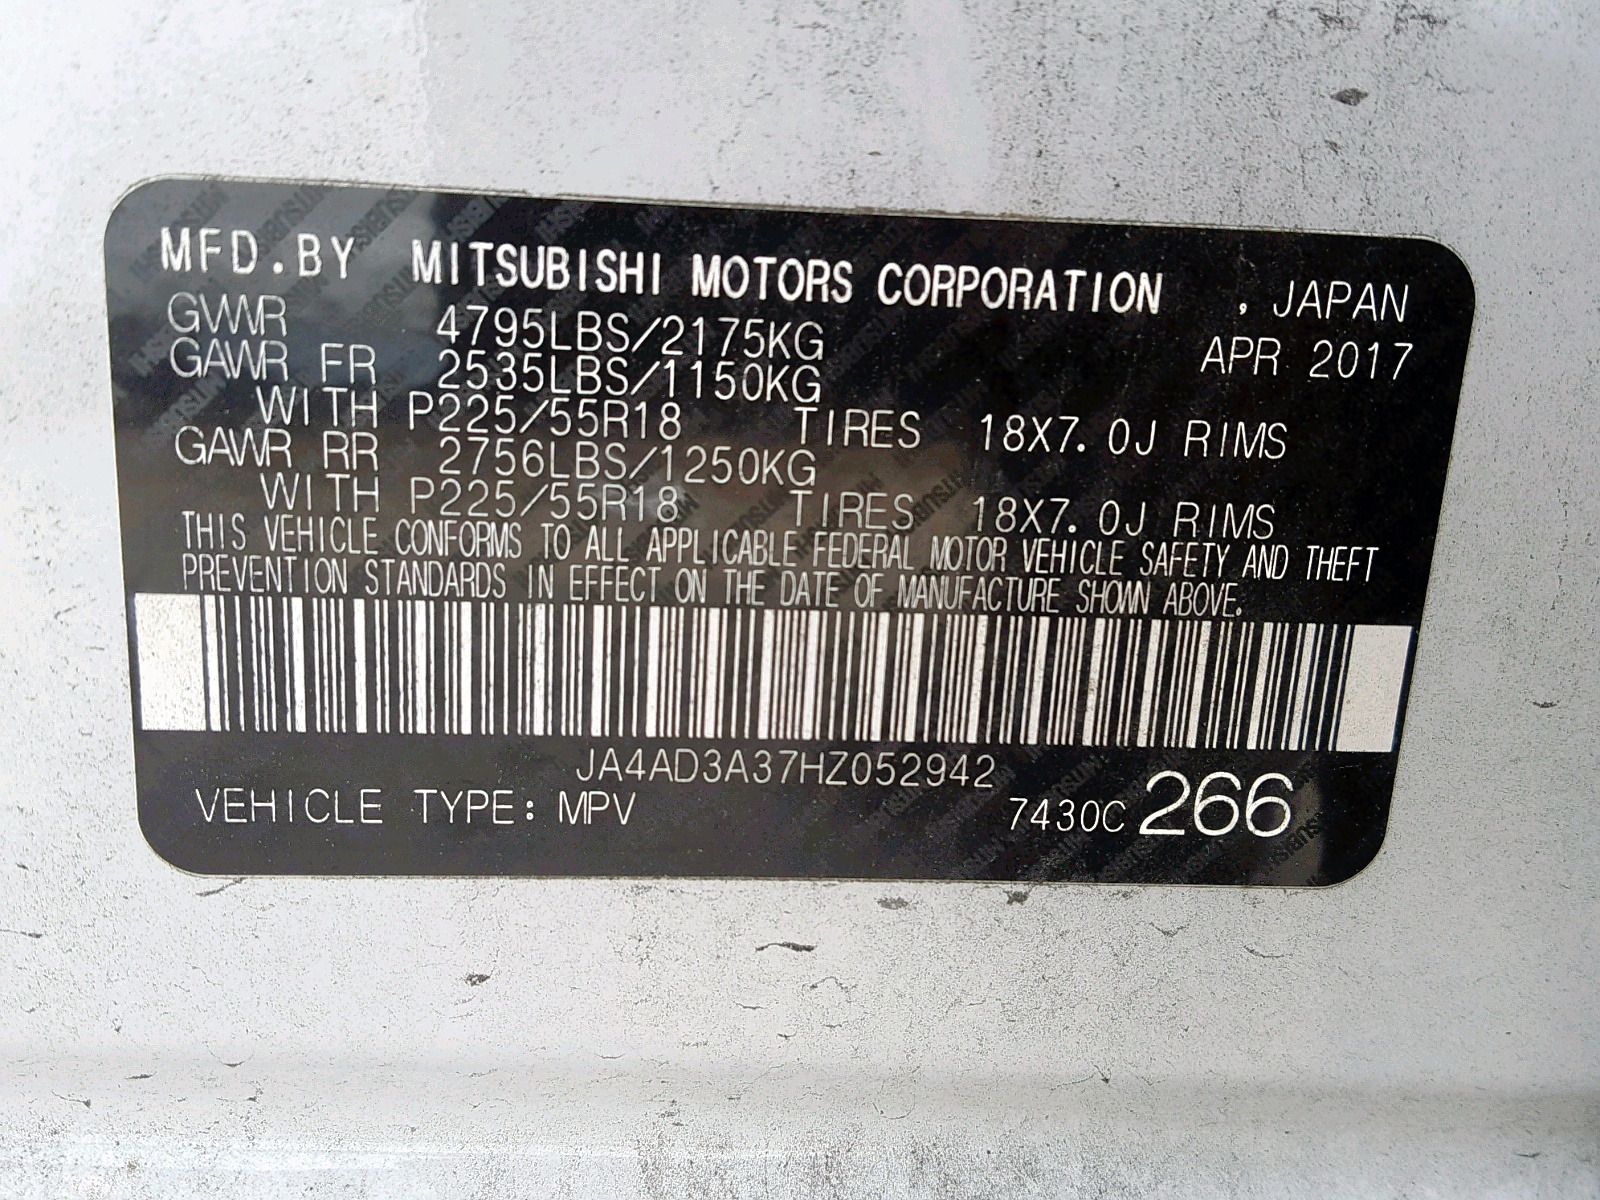 MFD.BY MITSUBISHI MOTORS CORPORATION , JAPAN
GVWR 4795LBS/2175KG APR 2017
GAWR FR 2535LBS/1150KG
WITH P225/55R18 TIRES 18X7.0J RIMS
GAWR RR 2756LBS/1250KG
WITH P225/55R18 TIRES 18X7.0J RIMS
THIS VEHICLE CONFORMS TO ALL APPLICABLE FEDERAL MOTOR VEHICLE SAFETY AND THEFT
PREVENTION STANDARDS IN EFFECT ON THE DATE OF MANUFACTURE SHOWN ABOVE.
JA4AD3A37HZ052942
VEHICLE TYPE: MPV 7430C 266